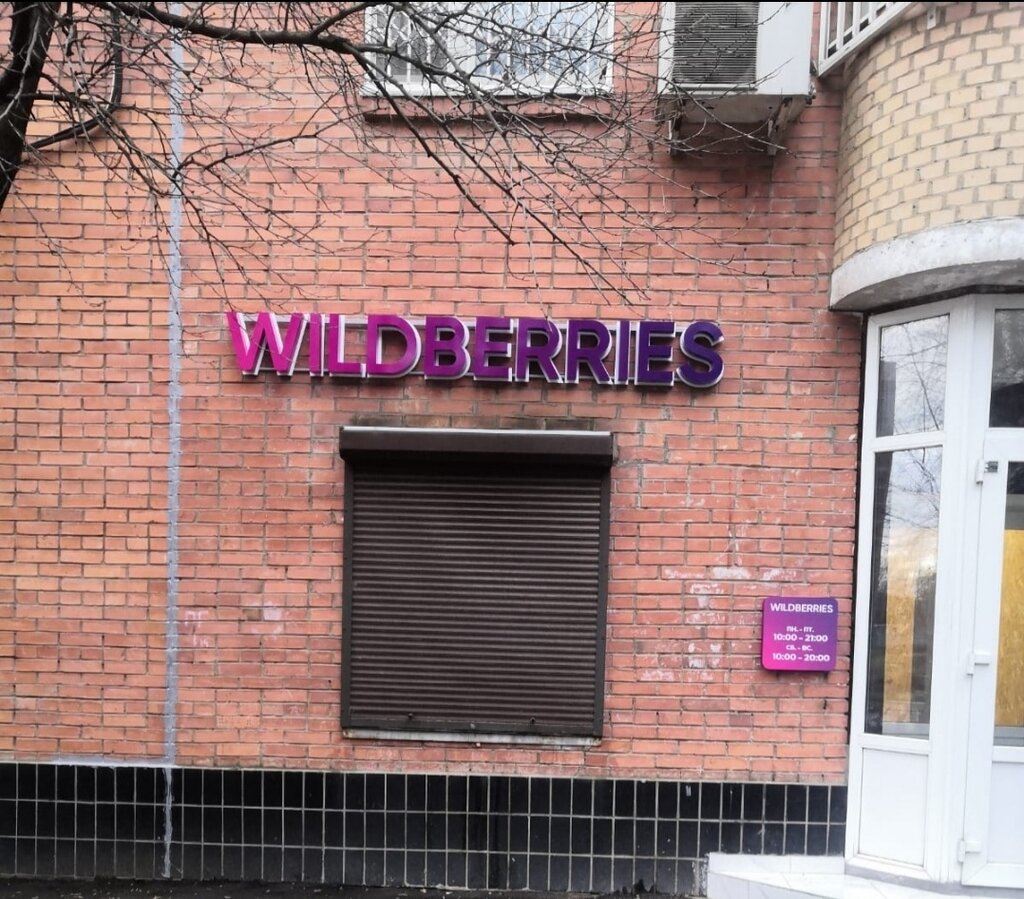 WILDBERRIES
WILDBERRIES
ПН. - ПТ.
10:00 - 21:00
СБ. - ВС.
10:00 - 20:00